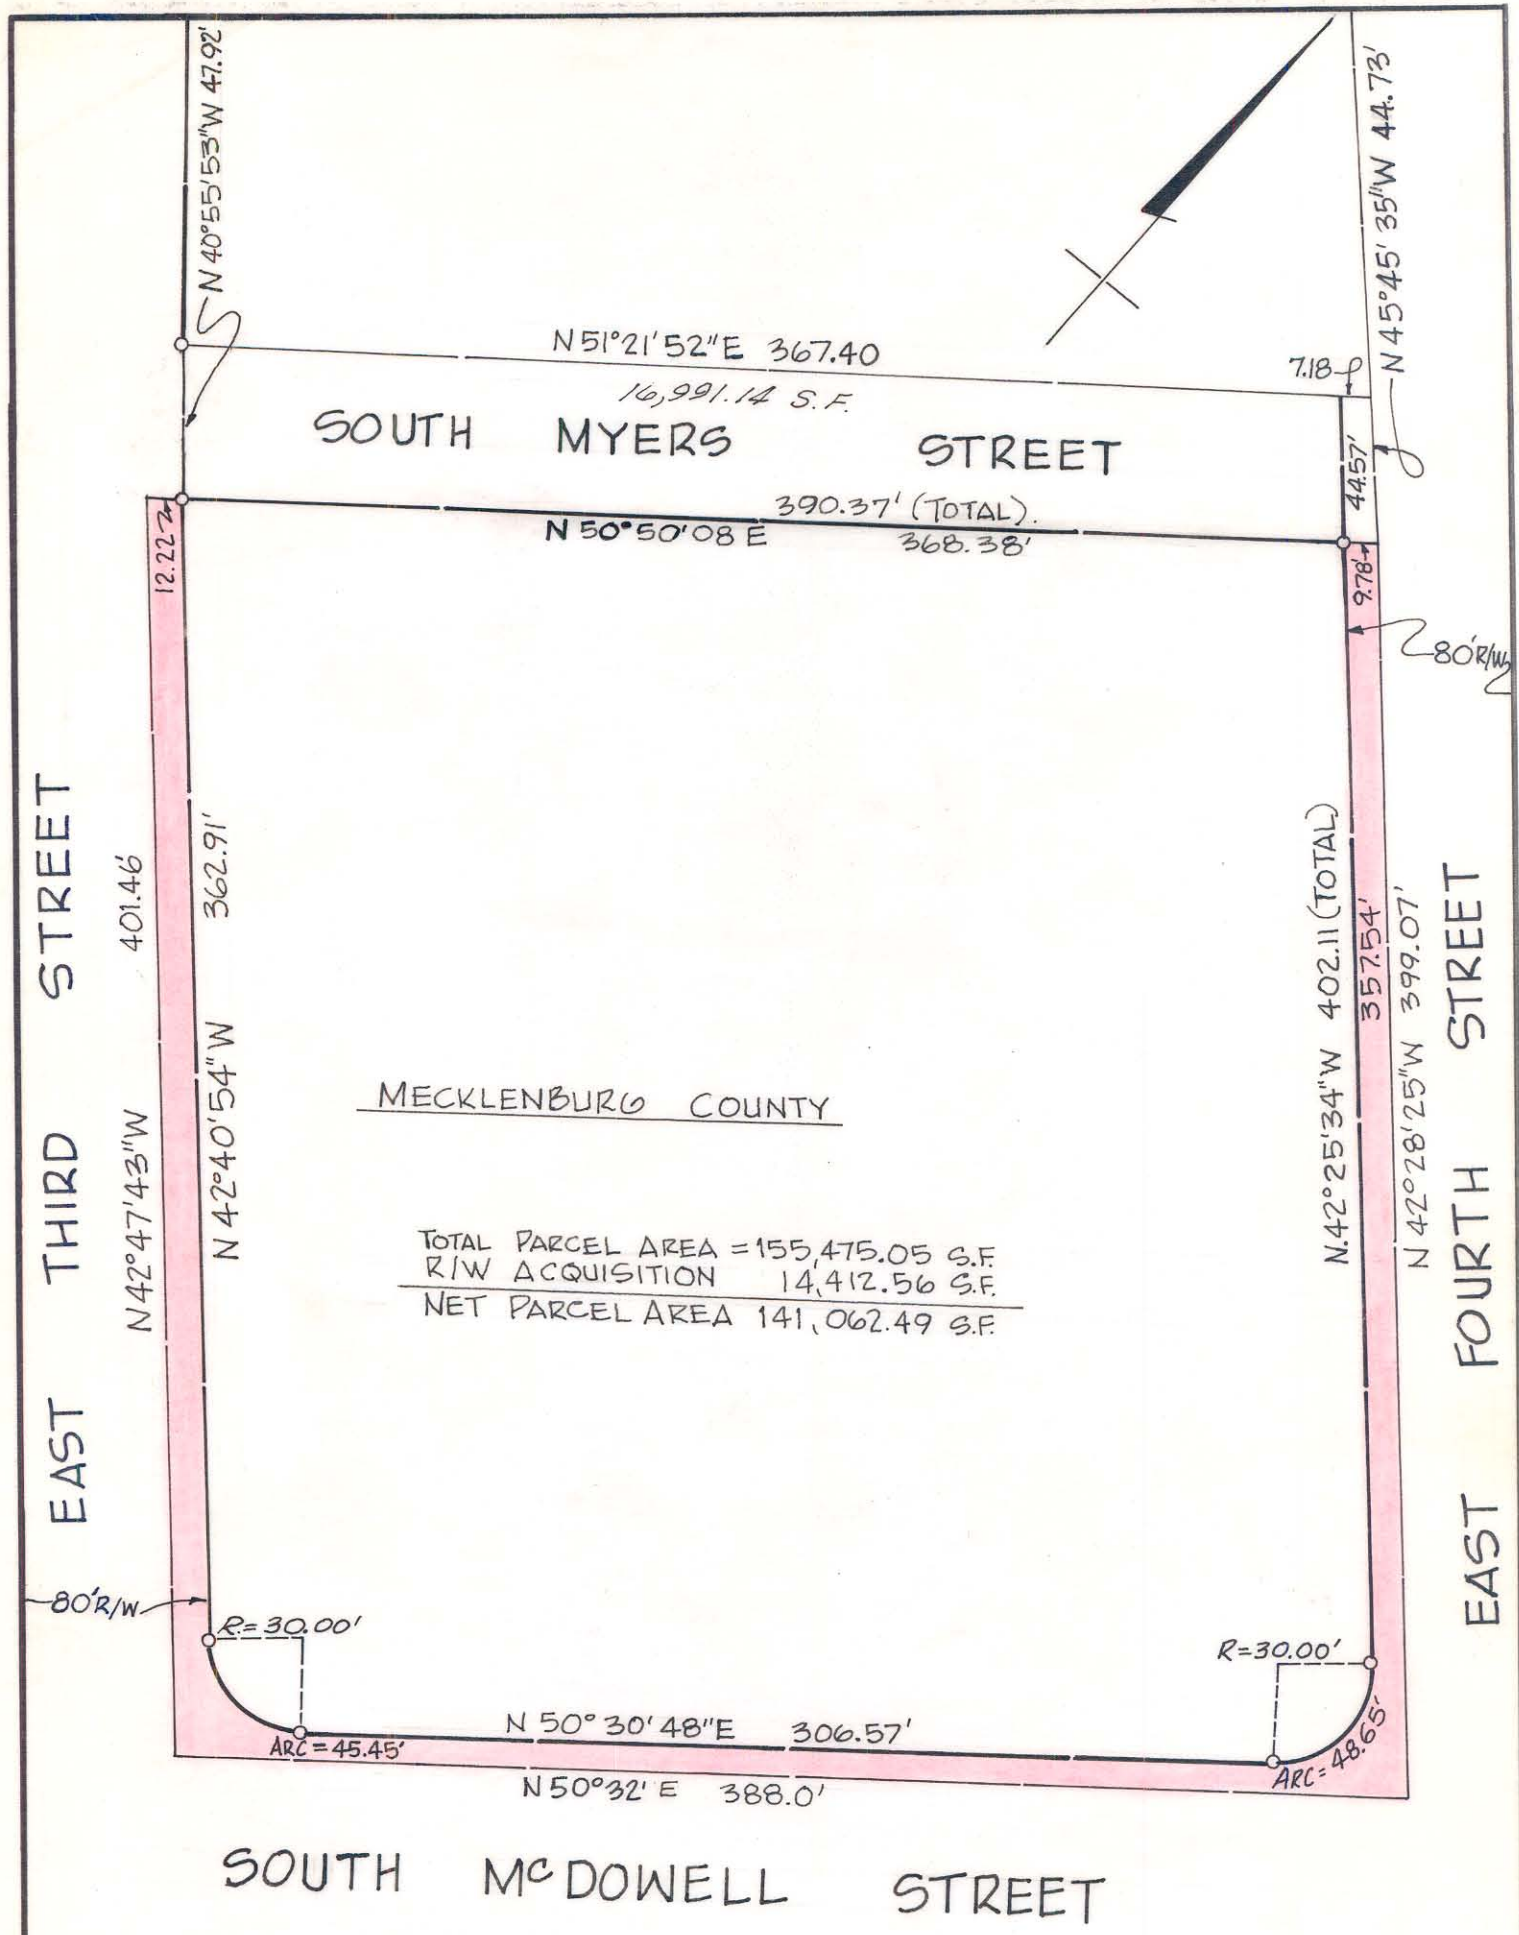 N 40°55'53"W 47.92'
N 45°45'35"W 44.73'
N 51°21'52"E 367.40
7.18
16,991.14 S.F.
SOUTH MYERS STREET
44.57'
390.37' (TOTAL).
N 50°50'08 E 368.38'
12.22
9.78'
80'R/W
EAST THIRD STREET
N 42°47'43"W 401.46'
N 42°40'54"W 362.91'
N.42°25'34"W 402.11 (TOTAL)
357.54'
N 42°28'25"W 399.07'
EAST FOURTH STREET
MECKLENBURG COUNTY
TOTAL PARCEL AREA = 155,475.05 S.F.
R/W ACQUISITION 14,412.56 S.F.
NET PARCEL AREA 141,062.49 S.F.
80'R/W
R=30.00'
R=30.00'
N 50°30'48"E 306.57'
ARC=45.45'
ARC=48.65'
N 50°32' E 388.0'
SOUTH McDOWELL STREET